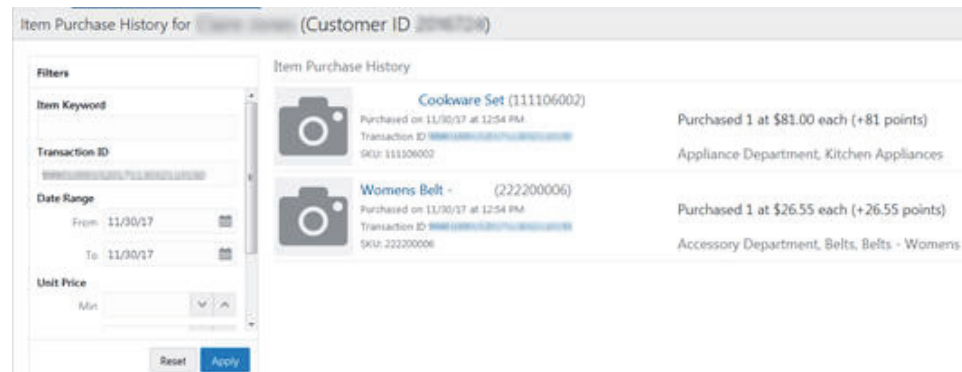 Item Purchase History for (Customer ID )
Filters
Item Keyword
Transaction ID
Date Range
From 11/30/17
To 11/30/17
Unit Price
Min
Reset Apply
Item Purchase History
Cookware Set (111106002)
Purchased on 11/30/17 at 12:54 PM
Transaction ID
SKU: 111106002
Purchased 1 at $81.00 each (+81 points)
Appliance Department, Kitchen Appliances
Womens Belt - (222200006)
Purchased on 11/30/17 at 12:54 PM
Transaction ID
SKU: 222200006
Purchased 1 at $26.55 each (+26.55 points)
Accessory Department, Belts, Belts - Womens